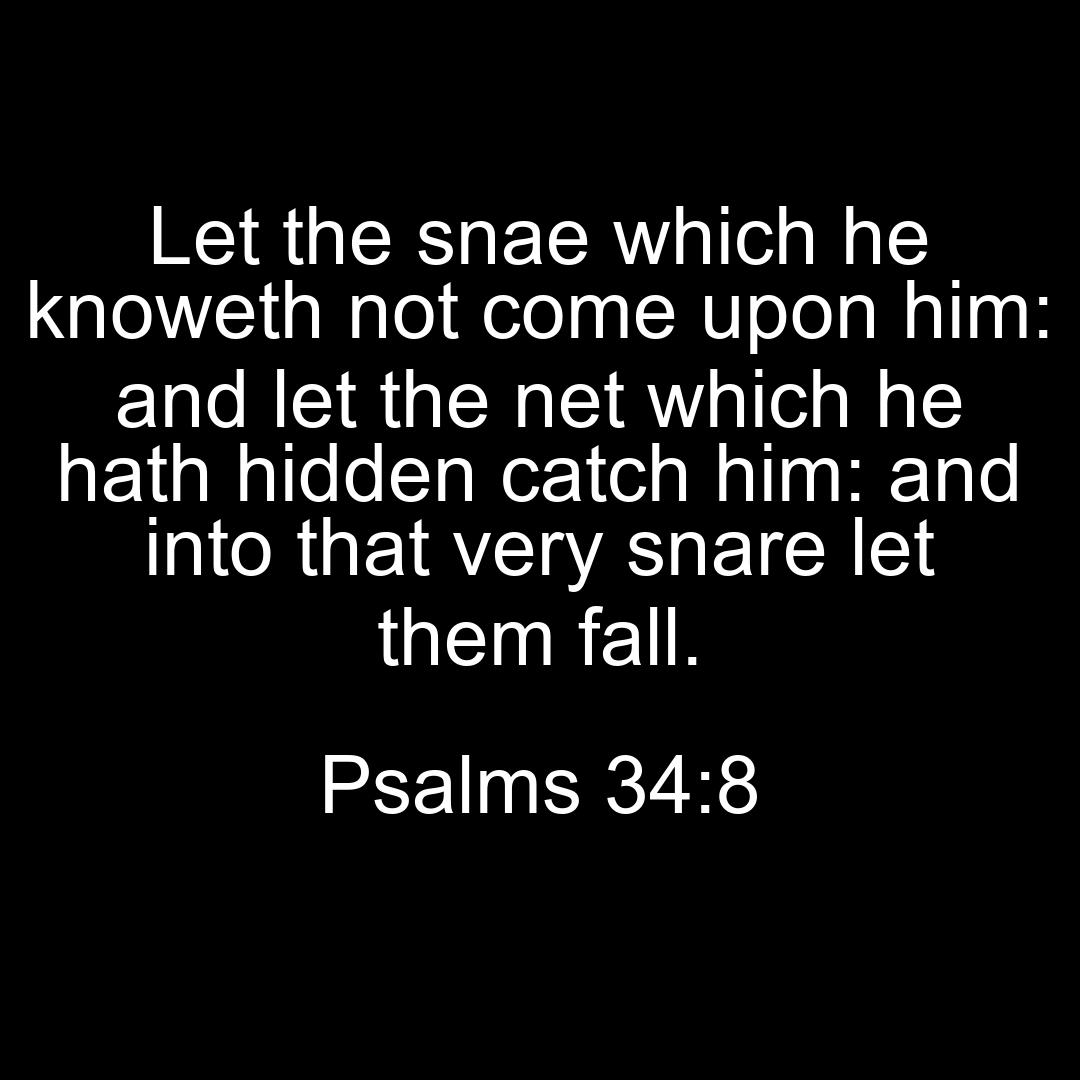 Let the snae which he
knoweth not come upon him:
and let the net which he
hath hidden catch him: and
into that very snare let
them fall.
Psalms 34:8